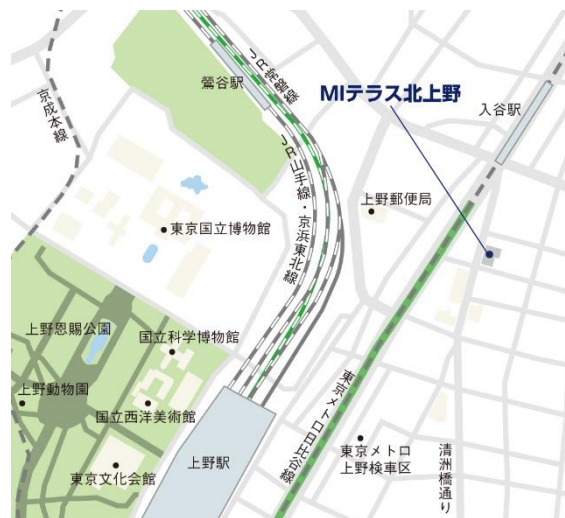 JR常磐線
鶯谷駅
MIテラス北上野
入谷駅
京成本線
JR山手線・京浜東北線
上野郵便局
東京国立博物館
上野恩賜公園
国立科学博物館
上野動物園
国立西洋美術館
東京メトロ日比谷線
上野駅
東京文化会館
東京メトロ
上野検車区
清洲橋通り